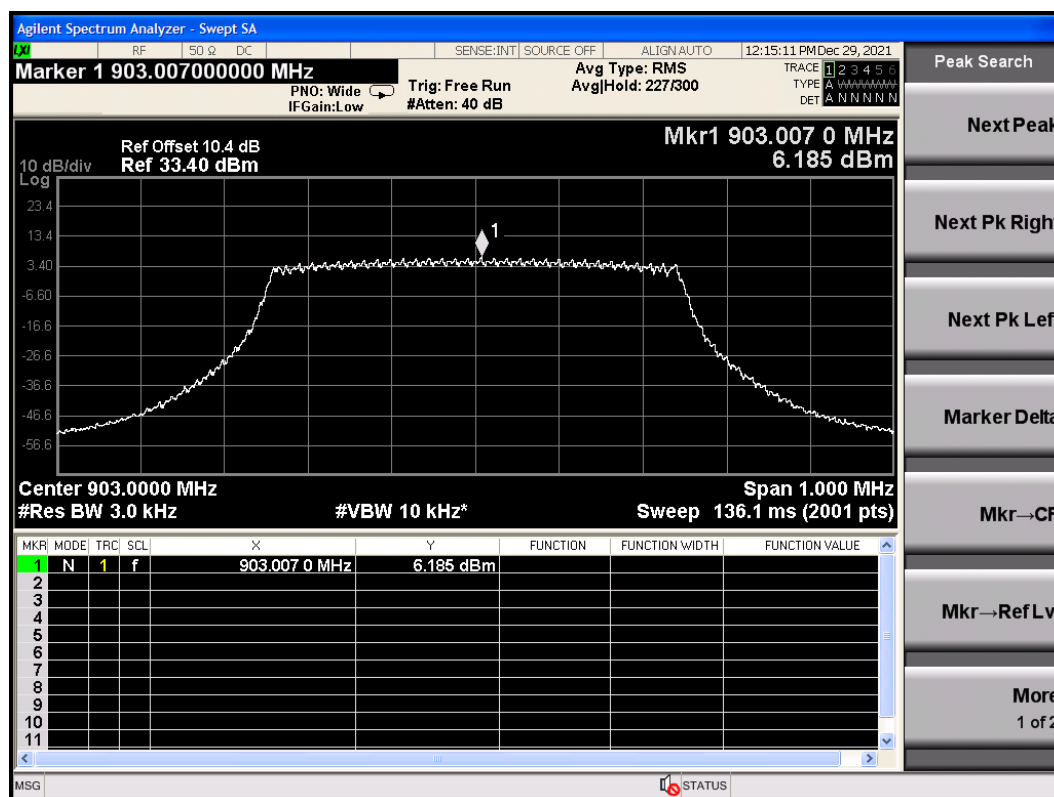 Agilent Spectrum Analyzer - Swept SA
LXI RF 50 Ω DC SENSE:INT SOURCE OFF ALIGN AUTO 12:15:11 PM Dec 29, 2021
Marker 1 903.007000000 MHz
PNO: Wide
IFGain:Low
Trig: Free Run
#Atten: 40 dB
Avg Type: RMS
Avg|Hold: 227/300
TRACE 1 2 3 4 5 6
TYPE A WWWWW
DET A N N N N N
Peak Search
Next Peak
Next Pk Righ
Next Pk Lef
Marker Delta
Mkr→CF
Mkr→Ref Lv
More
1 of 2
Mkr1 903.007 0 MHz
6.185 dBm
Ref Offset 10.4 dB
10 dB/div Ref 33.40 dBm
Log
23.4
13.4
3.40
-6.60
-16.6
-26.6
-36.6
-46.6
-56.6
1
Center 903.0000 MHz Span 1.000 MHz
#Res BW 3.0 kHz #VBW 10 kHz* Sweep 136.1 ms (2001 pts)
MKR MODE TRC SCL X Y FUNCTION FUNCTION WIDTH FUNCTION VALUE
1 N 1 f 903.007 0 MHz 6.185 dBm
2
3
4
5
6
7
8
9
10
11
MSG STATUS